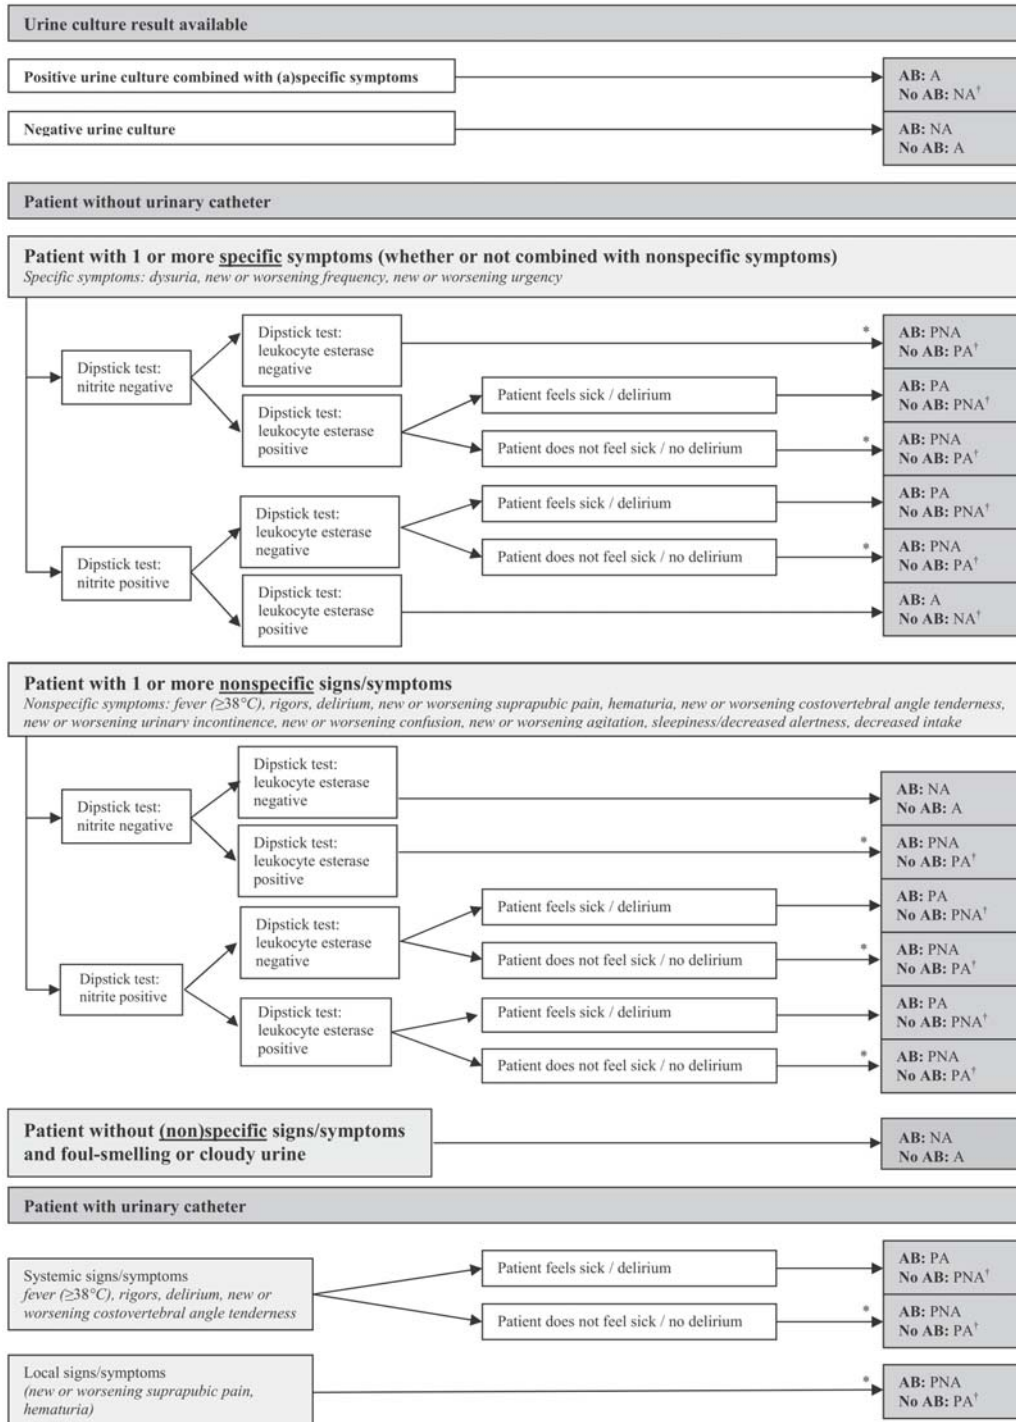 Urine culture result available
Positive urine culture combined with (a)specific symptoms
AB: A
No AB: NA†
Negative urine culture
AB: NA
No AB: A
Patient without urinary catheter
Patient with 1 or more specific symptoms (whether or not combined with nonspecific symptoms)
Specific symptoms: dysuria, new or worsening frequency, new or worsening urgency
Dipstick test:
nitrite negative
Dipstick test:
leukocyte esterase
negative
*
AB: PNA
No AB: PA†
Dipstick test:
leukocyte esterase
positive
Patient feels sick / delirium
AB: PA
No AB: PNA†
Patient does not feel sick / no delirium
*
AB: PNA
No AB: PA†
Dipstick test:
nitrite positive
Dipstick test:
leukocyte esterase
negative
Patient feels sick / delirium
AB: PA
No AB: PNA†
Patient does not feel sick / no delirium
*
AB: PNA
No AB: PA†
Dipstick test:
leukocyte esterase
positive
AB: A
No AB: NA†
Patient with 1 or more nonspecific signs/symptoms
Nonspecific symptoms: fever (≥38°C), rigors, delirium, new or worsening suprapubic pain, hematuria, new or worsening costovertebral angle tenderness,
new or worsening urinary incontinence, new or worsening confusion, new or worsening agitation, sleepiness/decreased alertness, decreased intake
Dipstick test:
nitrite negative
Dipstick test:
leukocyte esterase
negative
AB: NA
No AB: A
Dipstick test:
leukocyte esterase
positive
*
AB: PNA
No AB: PA†
Dipstick test:
nitrite positive
Dipstick test:
leukocyte esterase
negative
Patient feels sick / delirium
AB: PA
No AB: PNA†
Patient does not feel sick / no delirium
*
AB: PNA
No AB: PA†
Dipstick test:
leukocyte esterase
positive
Patient feels sick / delirium
AB: PA
No AB: PNA†
Patient does not feel sick / no delirium
*
AB: PNA
No AB: PA†
Patient without (non)specific signs/symptoms
and foul-smelling or cloudy urine
AB: NA
No AB: A
Patient with urinary catheter
Systemic signs/symptoms
fever (≥38°C), rigors, delirium, new or
worsening costovertebral angle tenderness
Patient feels sick / delirium
AB: PA
No AB: PNA†
Patient does not feel sick / no delirium
*
AB: PNA
No AB: PA†
Local signs/symptoms
(new or worsening suprapubic pain,
hematuria)
*
AB: PNA
No AB: PA†